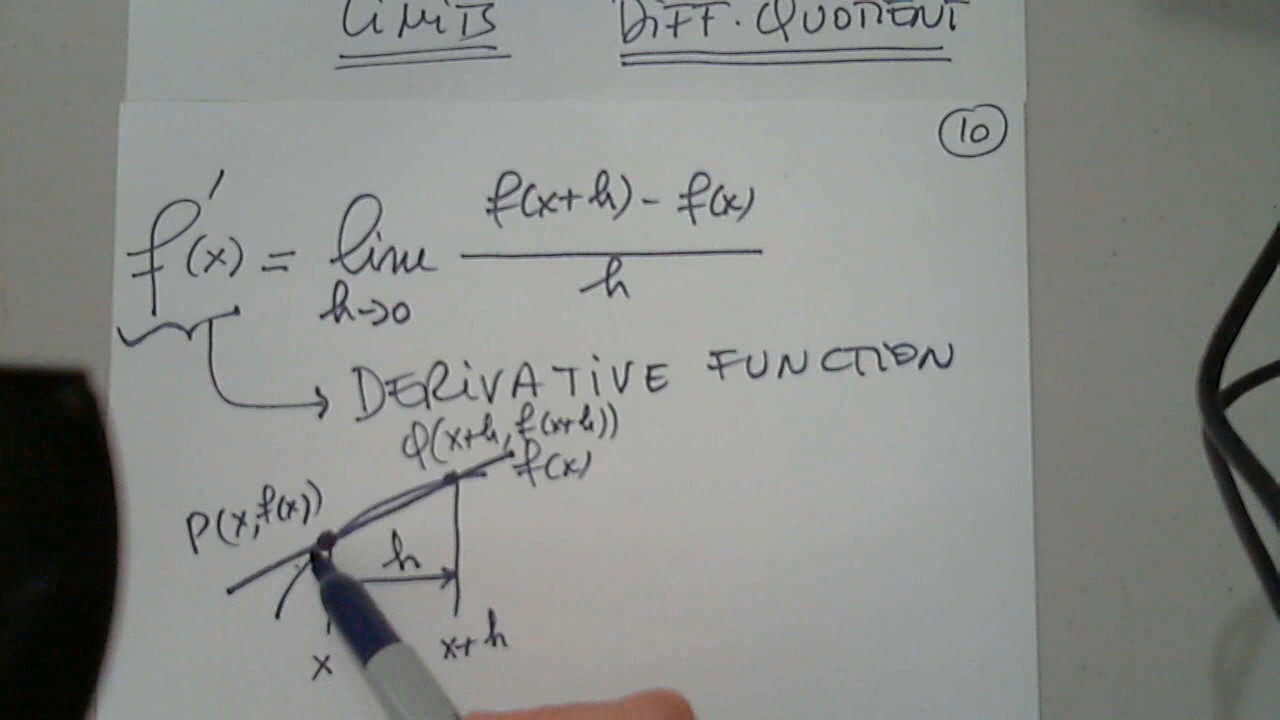 LIMITS DIFF. QUOTIENT
10
f'(x) = lim f(x+h) - f(x)
h→0 h
DERIVATIVE FUNCTION
Q(x+h, f(x+h))
f(x)
P(x, f(x))
h
x x+h